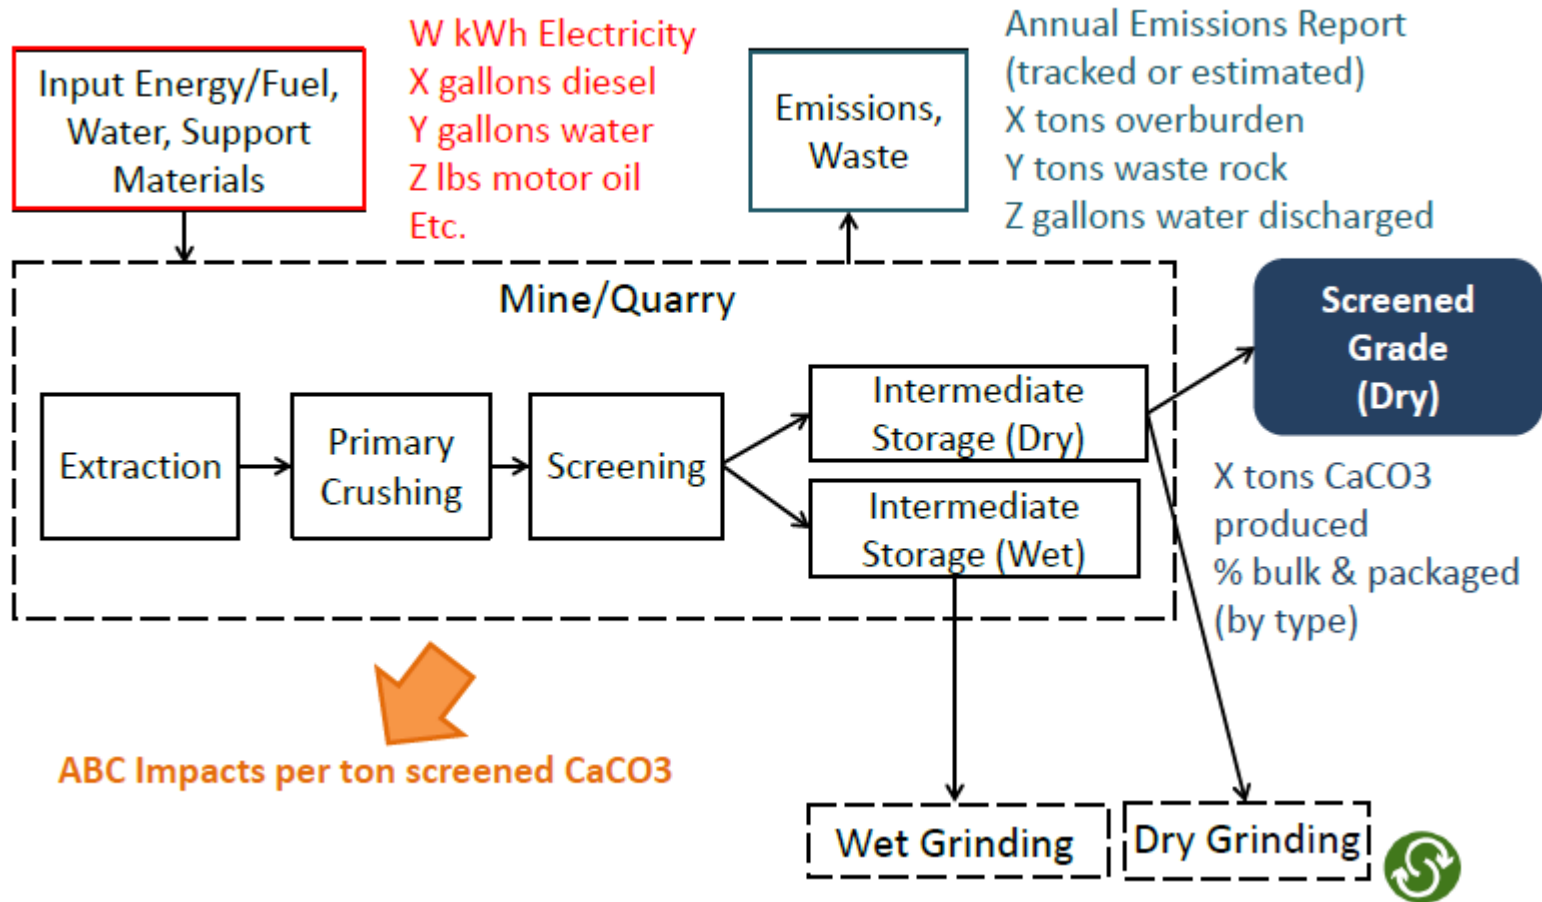 Input Energy/Fuel,
Water, Support
Materials
W kWh Electricity
X gallons diesel
Y gallons water
Z lbs motor oil
Etc.
Emissions,
Waste
Annual Emissions Report
(tracked or estimated)
X tons overburden
Y tons waste rock
Z gallons water discharged
Mine/Quarry
Extraction
Primary
Crushing
Screening
Intermediate
Storage (Dry)
Intermediate
Storage (Wet)
Screened
Grade
(Dry)
X tons CaCO3
produced
% bulk & packaged
(by type)
ABC Impacts per ton screened CaCO3
Wet Grinding
Dry Grinding